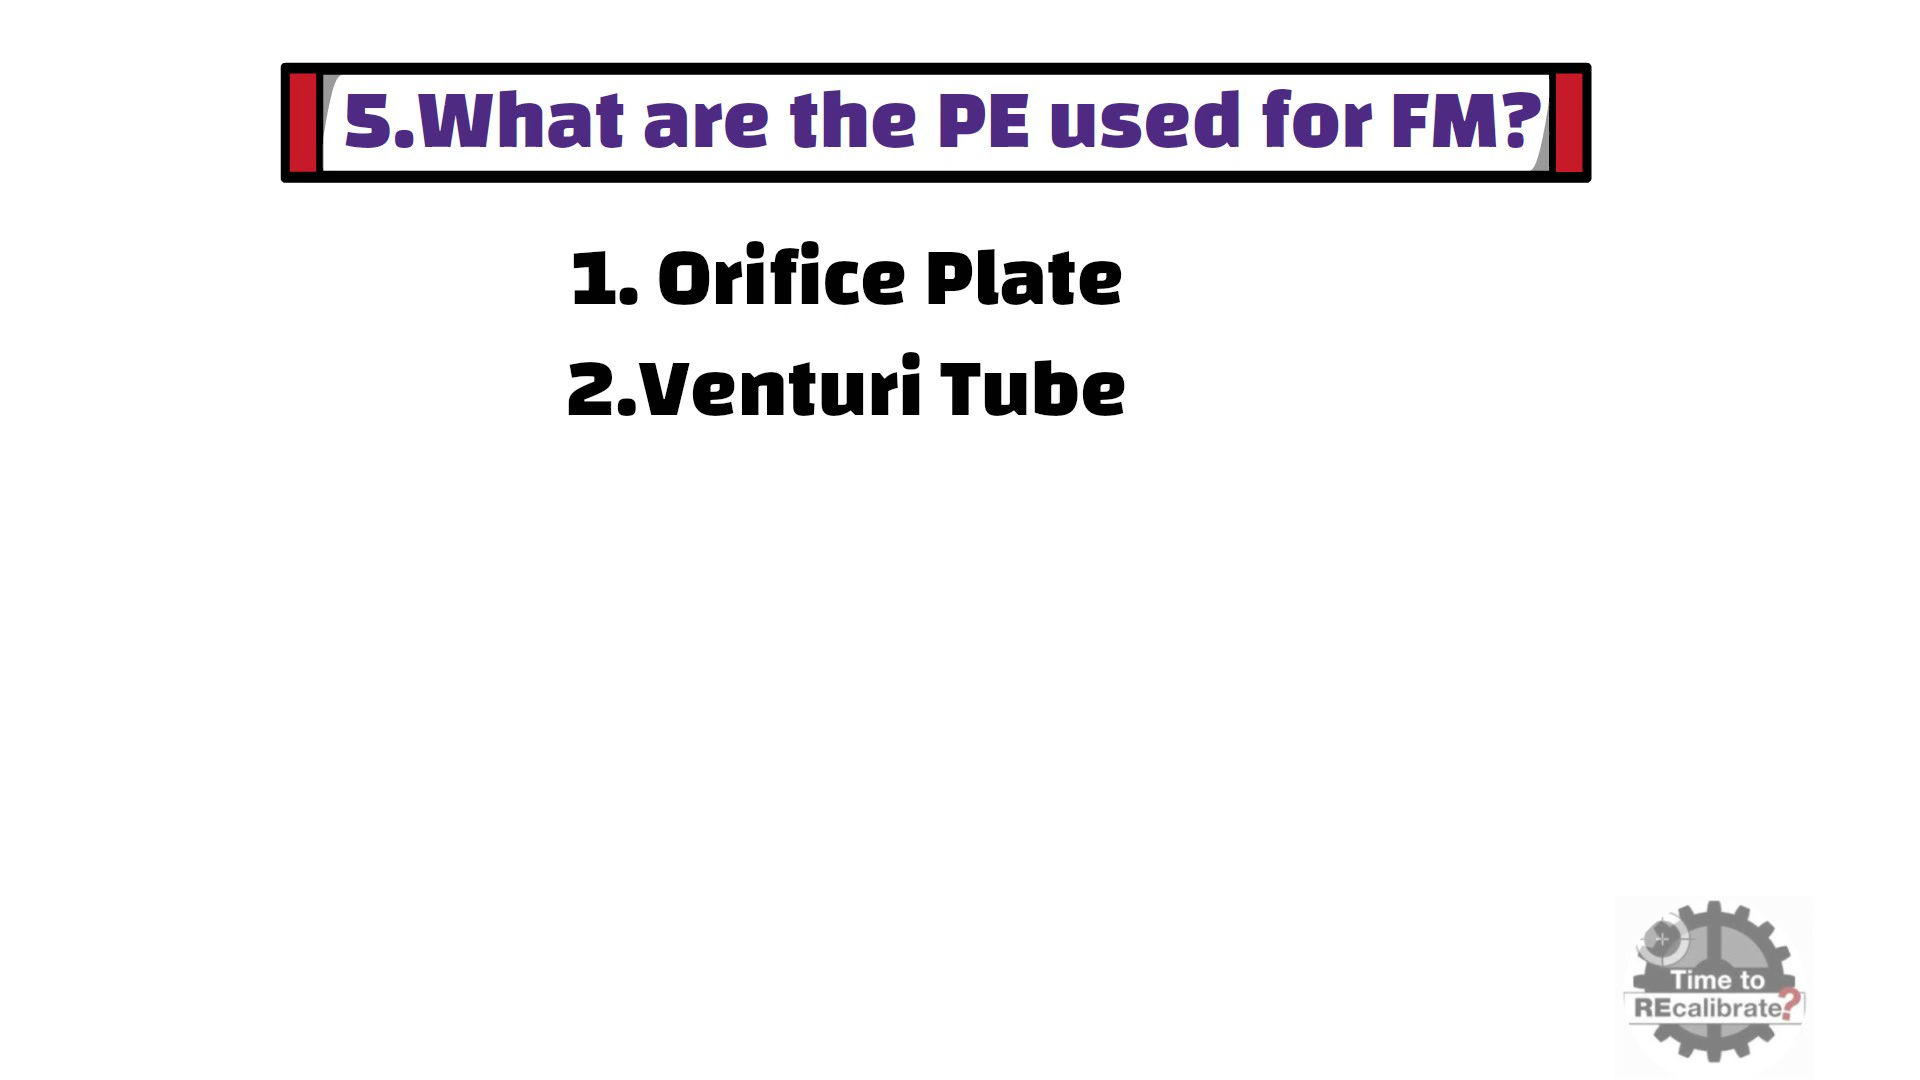 5.What are the PE used for FM?
1. Orifice Plate
2.Venturi Tube
Time to
REcalibrate?